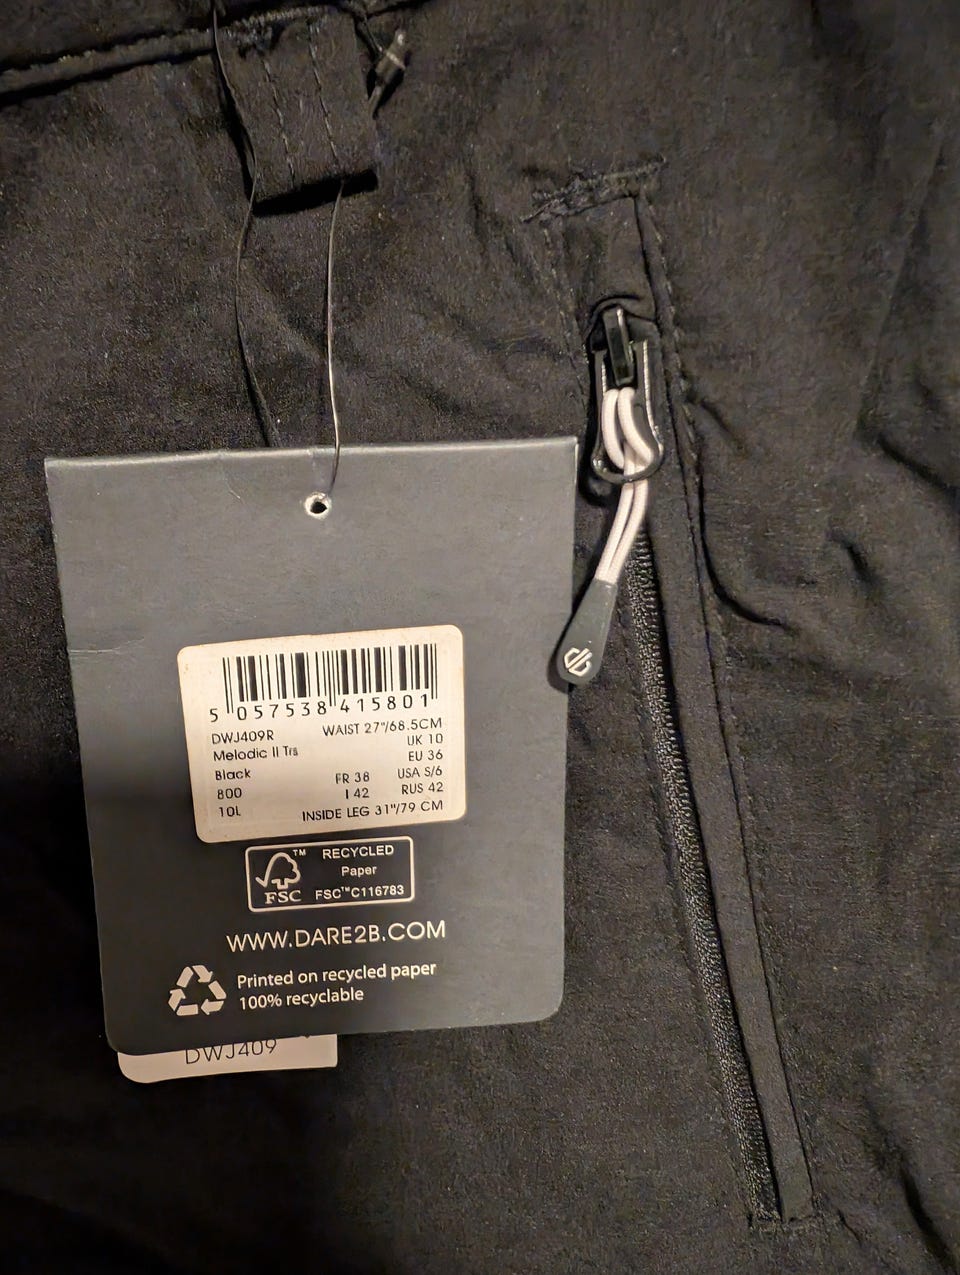 5 057538 415801
DWJ409R WAIST 27"/68.5CM
Melodic II Trs UK 10
EU 36
Black FR 38 USA S/6
800 I 42 RUS 42
10L INSIDE LEG 31"/79 CM
FSC™
RECYCLED
Paper
FSC™C116783
WWW.DARE2B.COM
Printed on recycled paper
100% recyclable
DWJ409